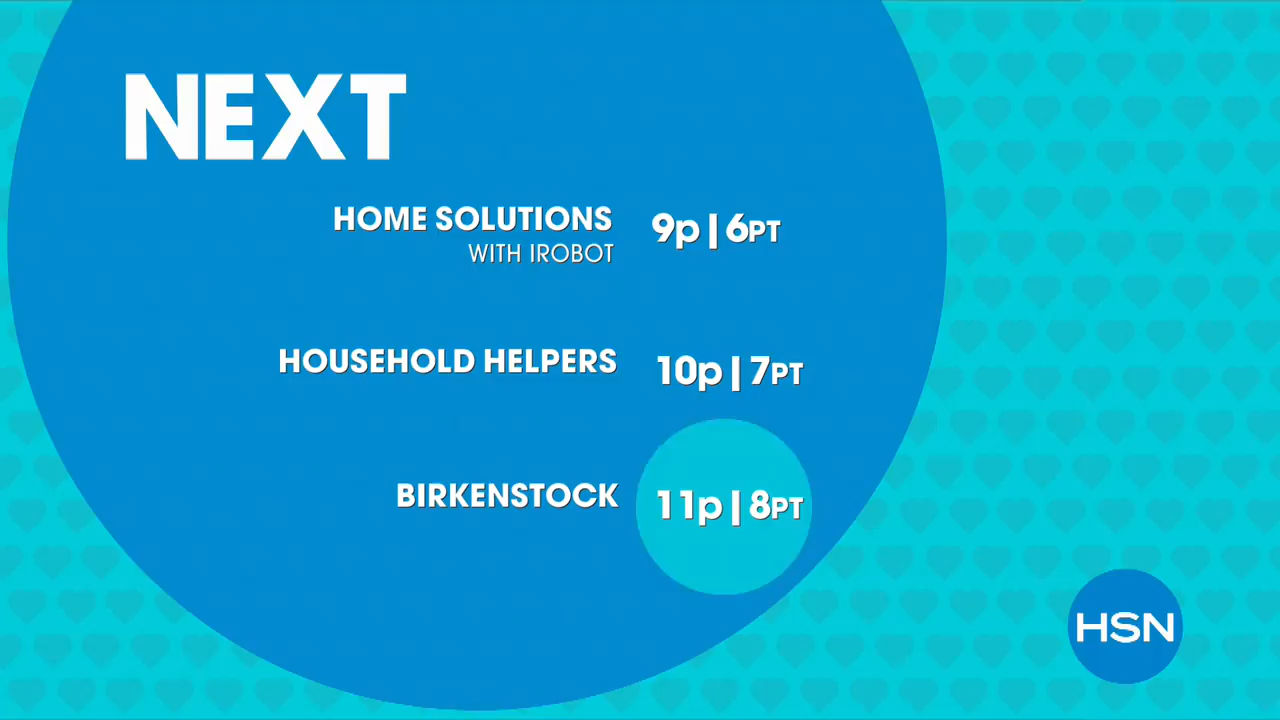 NEXT
HOME SOLUTIONS 9p | 6PT
WITH IROBOT
HOUSEHOLD HELPERS 10p | 7PT
BIRKENSTOCK 11p | 8PT
HSN